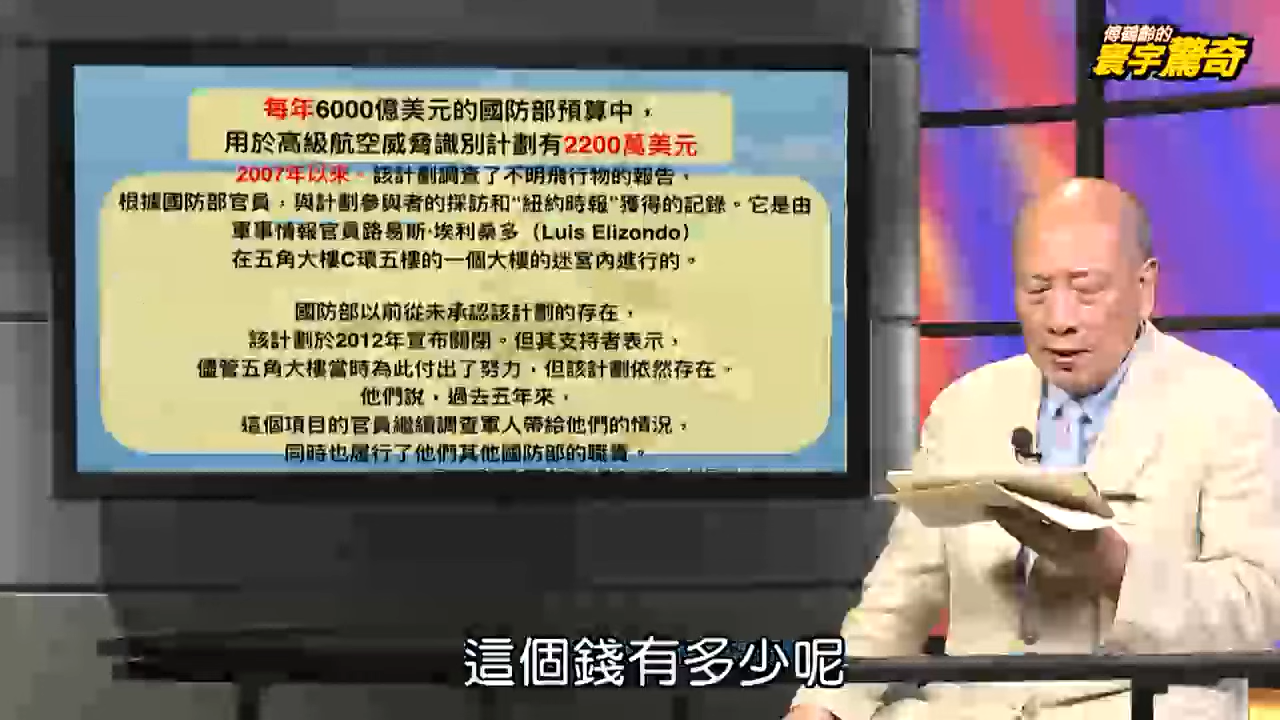 傅鶴齡的
寰宇驚奇
每年6000億美元的國防部預算中，
用於高級航空威脅識別計劃有2200萬美元
2007年以來。該計劃調查了不明飛行物的報告，
根據國防部官員，與計劃參與者的採訪和"紐約時報"獲得的記錄。它是由
軍事情報官員路易斯·埃利桑多（Luis Elizondo）
在五角大樓C環五樓的一個大樓的迷宮內進行的。
國防部以前從未承認該計劃的存在，
該計劃於2012年宣布關閉。但其支持者表示，
儘管五角大樓當時為此付出了努力，但該計劃依然存在。
他們說，過去五年來，
這個項目的官員繼續調查軍人帶給他們的情況，
同時也履行了他們其他國防部的職責。
這個錢有多少呢